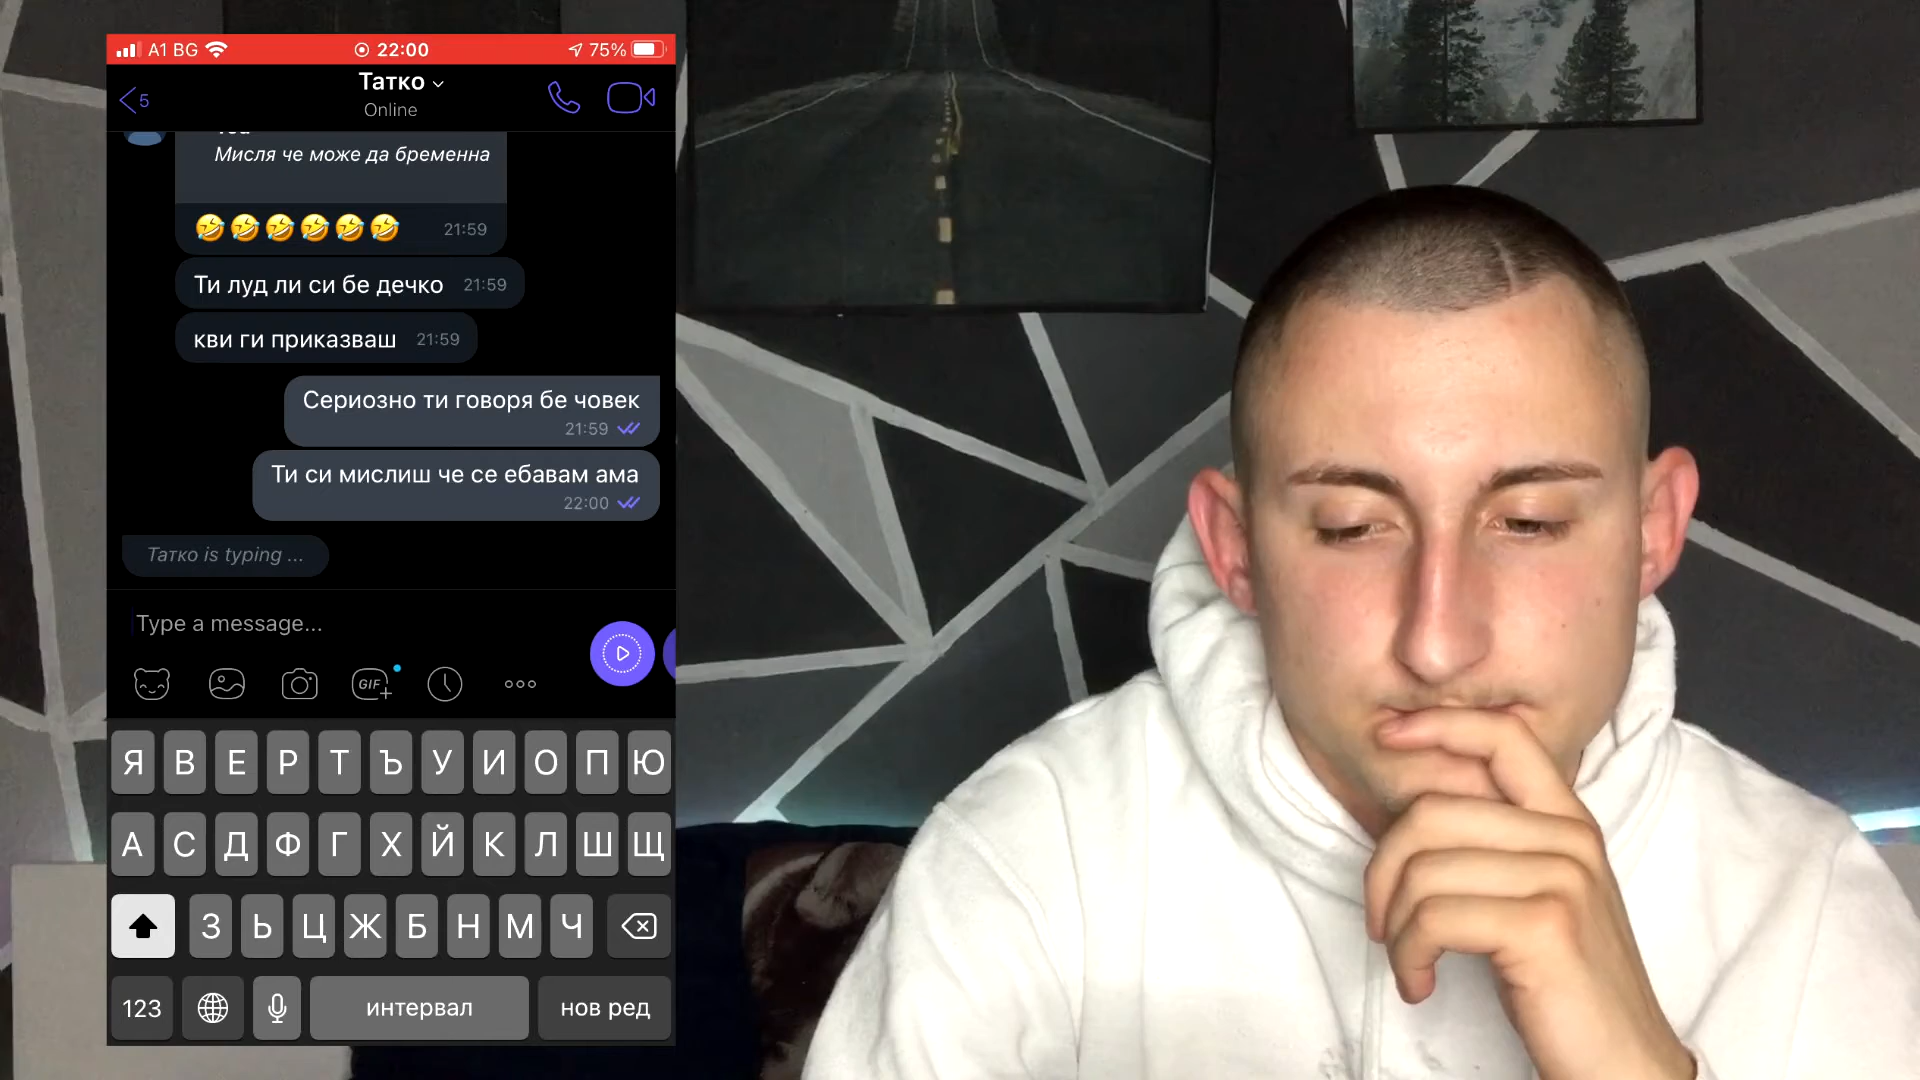 A1 BG 22:00 75%
5 Татко
Online
Мисля че може да бременна
21:59
Ти луд ли си бе дечко 21:59
кви ги приказваш 21:59
Сериозно ти говоря бе човек
21:59
Ти си мислиш че се ебавам ама
22:00
Татко is typing ...
Type a message...
GIF
Я В Е Р Т Ъ У И О П Ю
А С Д Ф Г Х Й К Л Ш Щ
З Ь Ц Ж Б Н М Ч
123 интервал нов ред